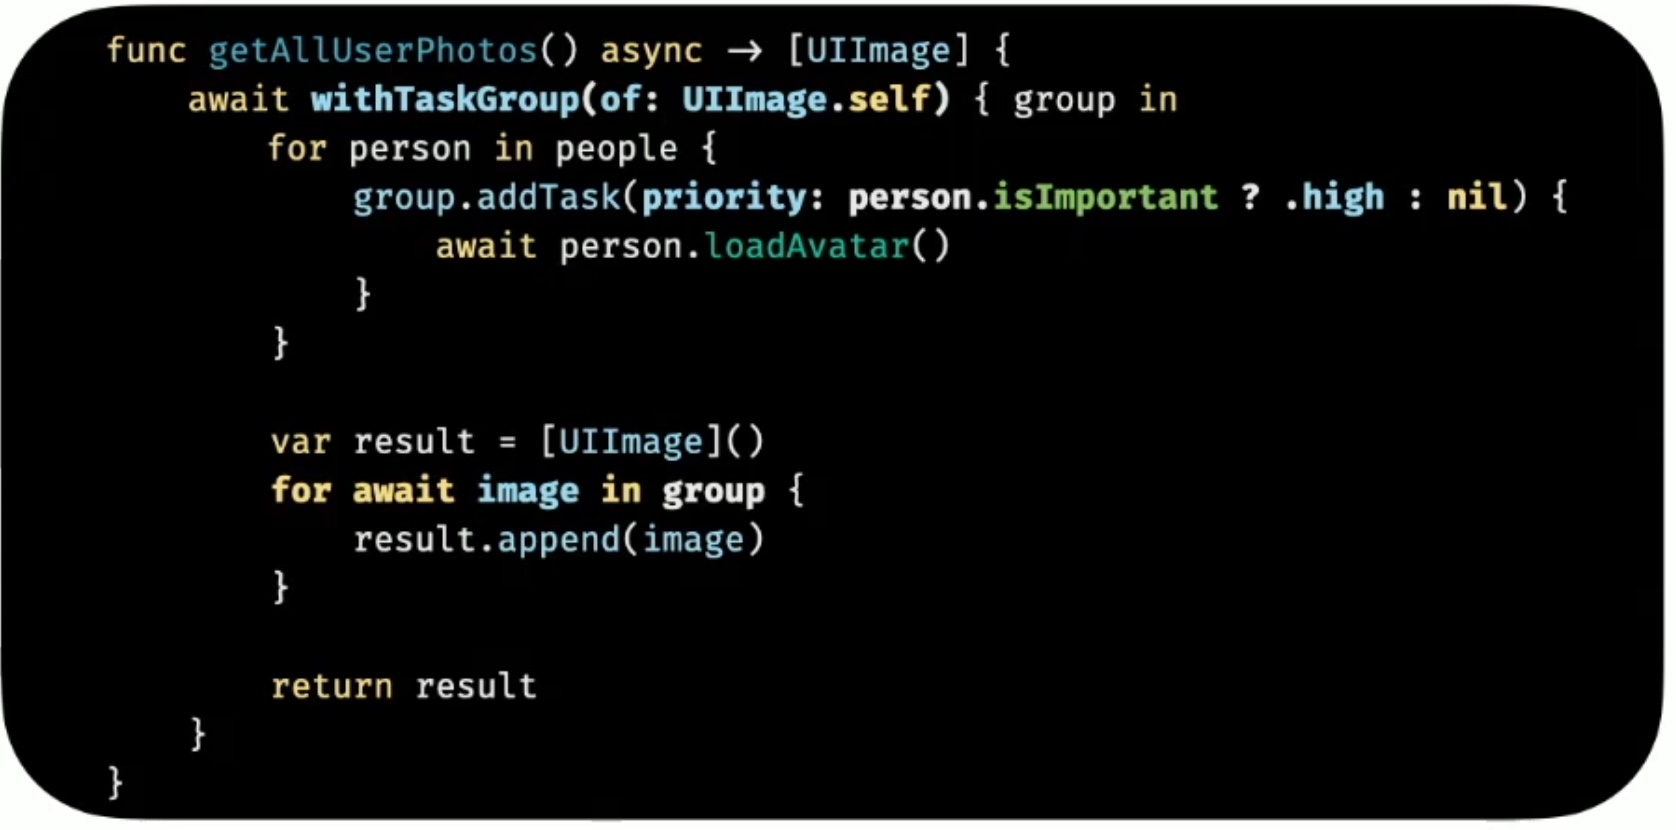 func getAllUserPhotos() async → [UIImage] {
    await withTaskGroup(of: UIImage.self) { group in
        for person in people {
            group.addTask(priority: person.isImportant ? .high : nil) {
                await person.loadAvatar()
            }
        }

        var result = [UIImage]()
        for await image in group {
            result.append(image)
        }

        return result
    }
}